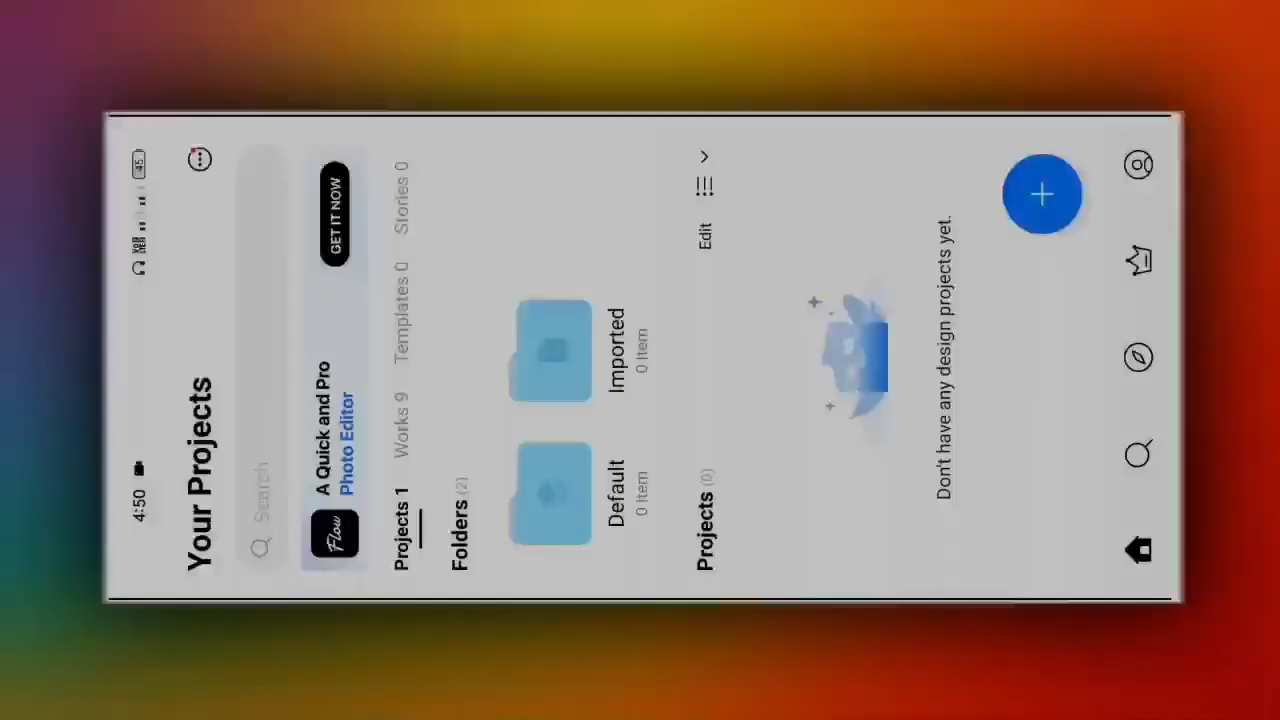 4:50
45
Your Projects
Search
Flow
A Quick and Pro
Photo Editor
GET IT NOW
Projects 1
Works 9
Templates 0
Stories 0
Folders (2)
Default
0 Item
Imported
0 Item
Projects (0)
Edit
Don't have any design projects yet.